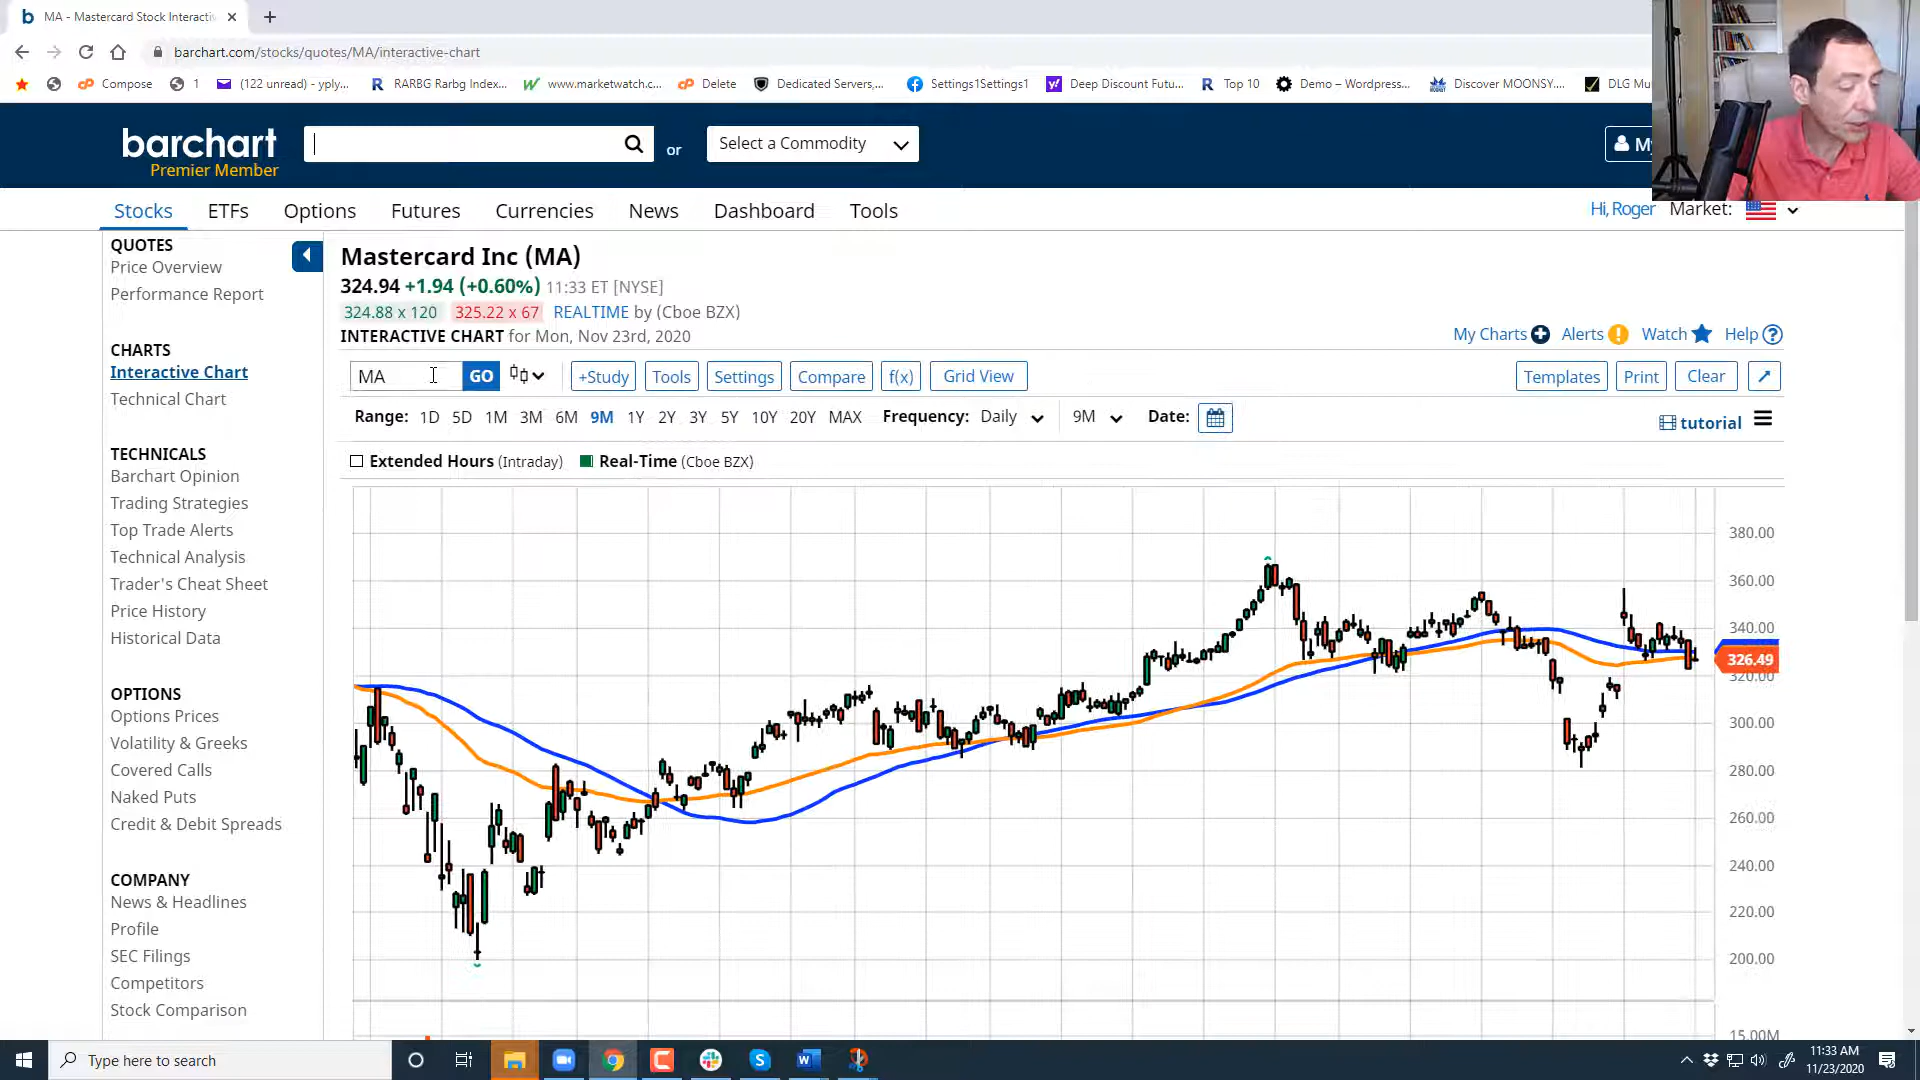 MA - Mastercard Stock Interacti
barchart.com/stocks/quotes/MA/interactive-chart
Compose 1 (122 unread) - yply... RARBG Rarbg Index... www.marketwatch.c... Delete Dedicated Servers,... Settings1Settings1 Deep Discount Futu... Top 10 Demo – Wordpress... Discover MOONSY.... DLG Mu
barchart
Premier Member
or
Select a Commodity
M
Stocks ETFs Options Futures Currencies News Dashboard Tools
Hi, Roger Market:
QUOTES
Price Overview
Performance Report
CHARTS
Interactive Chart
Technical Chart
TECHNICALS
Barchart Opinion
Trading Strategies
Top Trade Alerts
Technical Analysis
Trader's Cheat Sheet
Price History
Historical Data
OPTIONS
Options Prices
Volatility & Greeks
Covered Calls
Naked Puts
Credit & Debit Spreads
COMPANY
News & Headlines
Profile
SEC Filings
Competitors
Stock Comparison
Mastercard Inc (MA)
324.94 +1.94 (+0.60%) 11:33 ET [NYSE]
324.88 x 120 325.22 x 67 REALTIME by (Cboe BZX)
INTERACTIVE CHART for Mon, Nov 23rd, 2020
My Charts Alerts Watch Help
MA GO +Study Tools Settings Compare f(x) Grid View Templates Print Clear
Range: 1D 5D 1M 3M 6M 9M 1Y 2Y 3Y 5Y 10Y 20Y MAX Frequency: Daily 9M Date:
tutorial
Extended Hours (Intraday) Real-Time (Cboe BZX)
380.00
360.00
340.00
326.49
320.00
300.00
280.00
260.00
240.00
220.00
200.00
15.00M
Type here to search
11:33 AM
11/23/2020